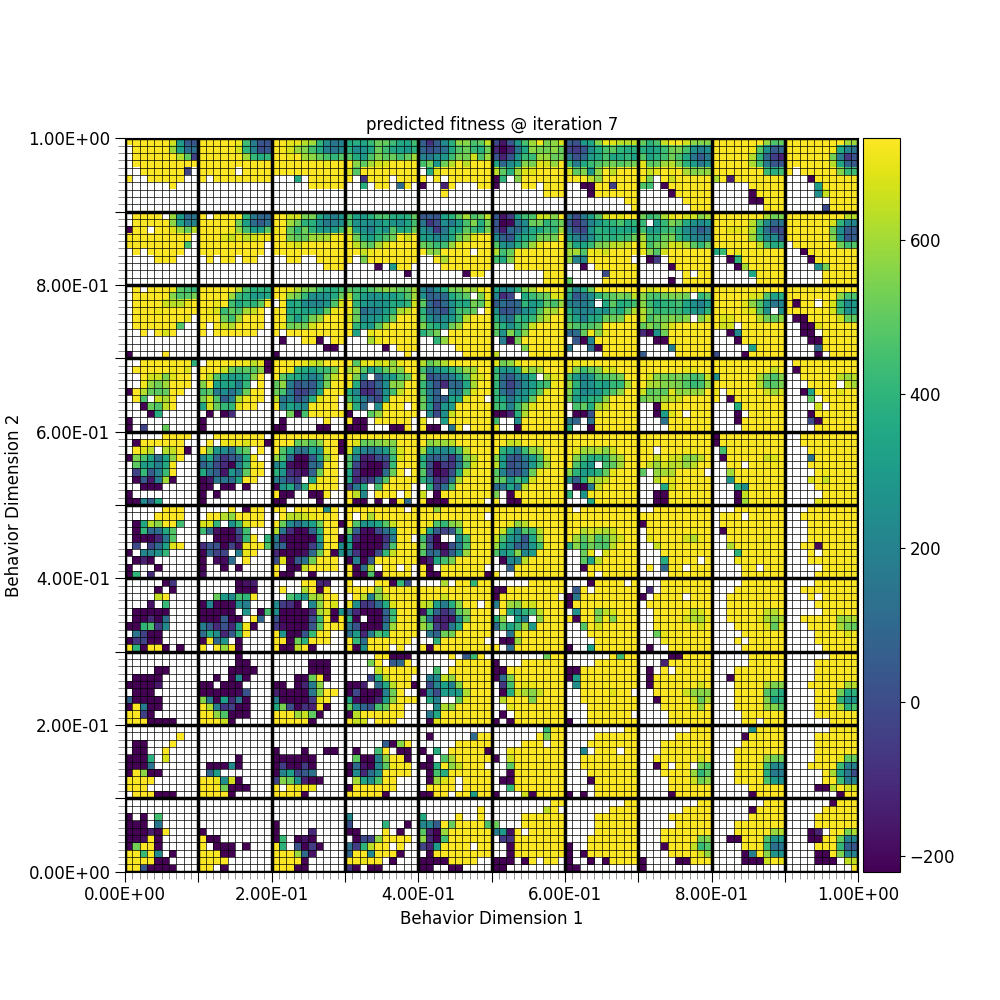 predicted fitness @ iteration 7
1.00E+00
8.00E-01
6.00E-01
4.00E-01
2.00E-01
0.00E+00
Behavior Dimension 2
0.00E+00 2.00E-01 4.00E-01 6.00E-01 8.00E-01 1.00E+00
Behavior Dimension 1
600
400
200
0
−200